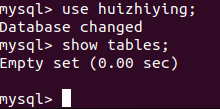 mysql> use huizhiying;
Database changed
mysql> show tables;
Empty set (0.00 sec)
mysql>